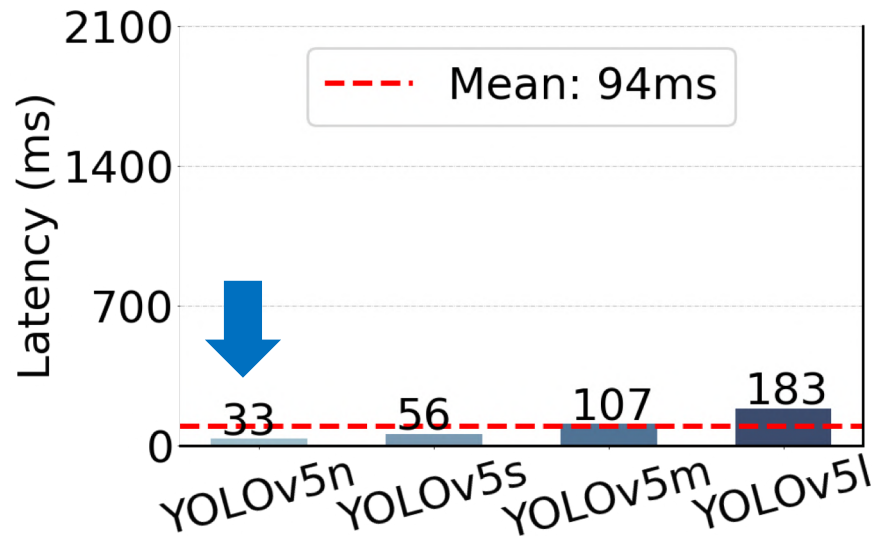 2100
Mean: 94ms
1400
Latency (ms)
700
33
56
107
183
0
YOLOv5n
YOLOv5s
YOLOv5m
YOLOv5l